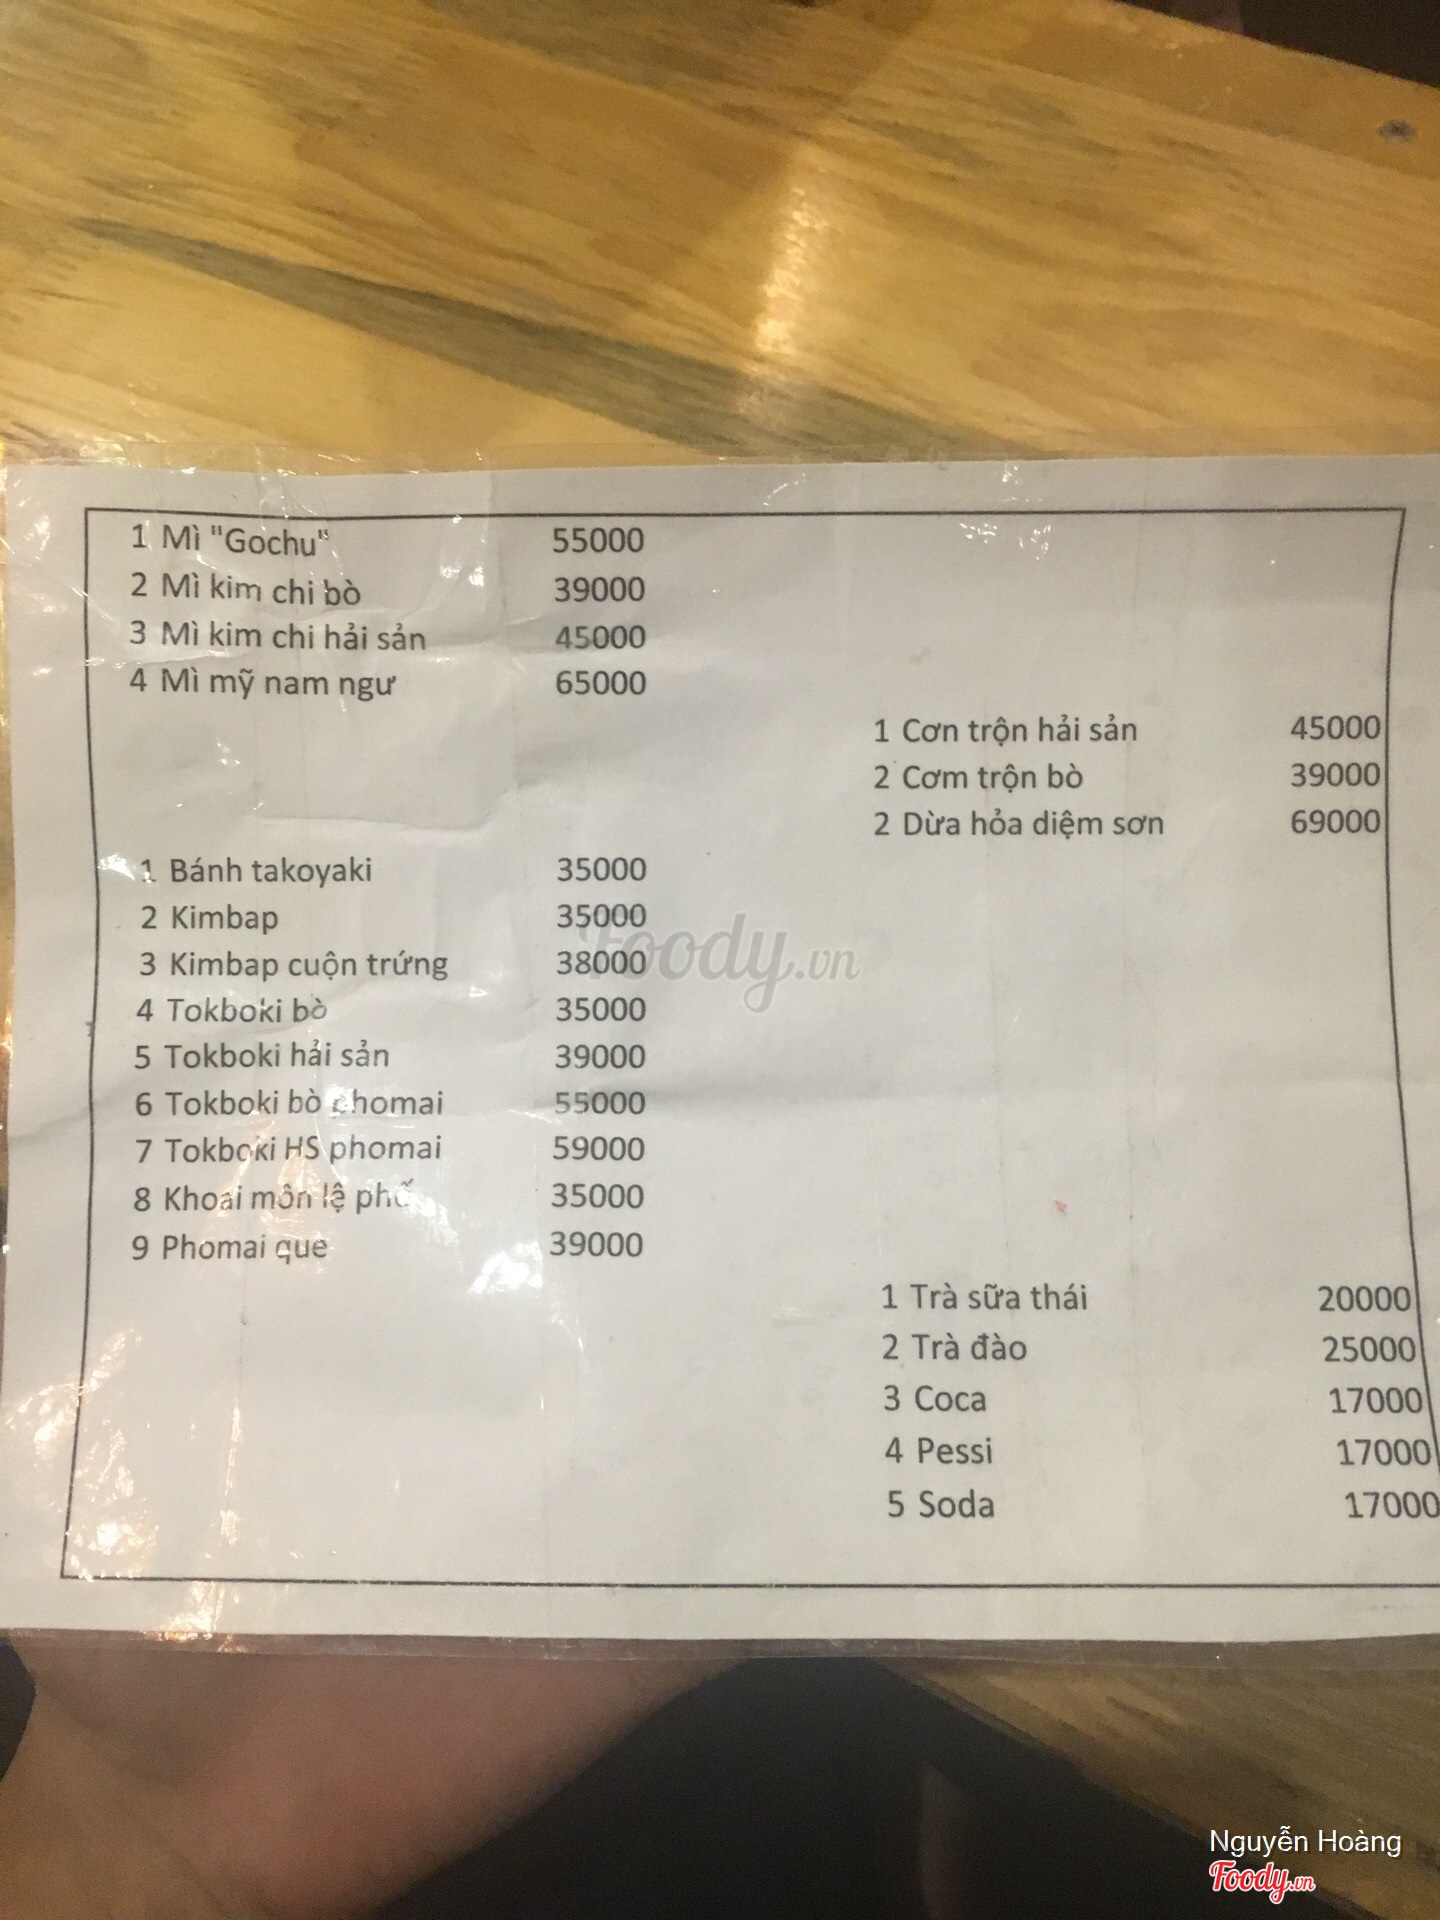 1 Mì "Gochu" 55000
2 Mì kim chi bò 39000
3 Mì kim chi hải sản 45000
4 Mì mỹ nam ngư 65000
1 Cơn trộn hải sản 45000
2 Cơm trộn bò 39000
2 Dừa hỏa diệm sơn 69000
1 Bánh takoyaki 35000
2 Kimbap 35000
3 Kimbap cuộn trứng 38000
4 Tokboki bò 35000
5 Tokboki hải sản 39000
6 Tokboki bò phomai 55000
7 Tokboki HS phomai 59000
8 Khoai môn lệ phố 35000
9 Phomai que 39000
1 Trà sữa thái 20000
2 Trà đào 25000
3 Coca 17000
4 Pessi 17000
5 Soda 17000
Foody.vn
Nguyễn Hoàng
Foody.vn